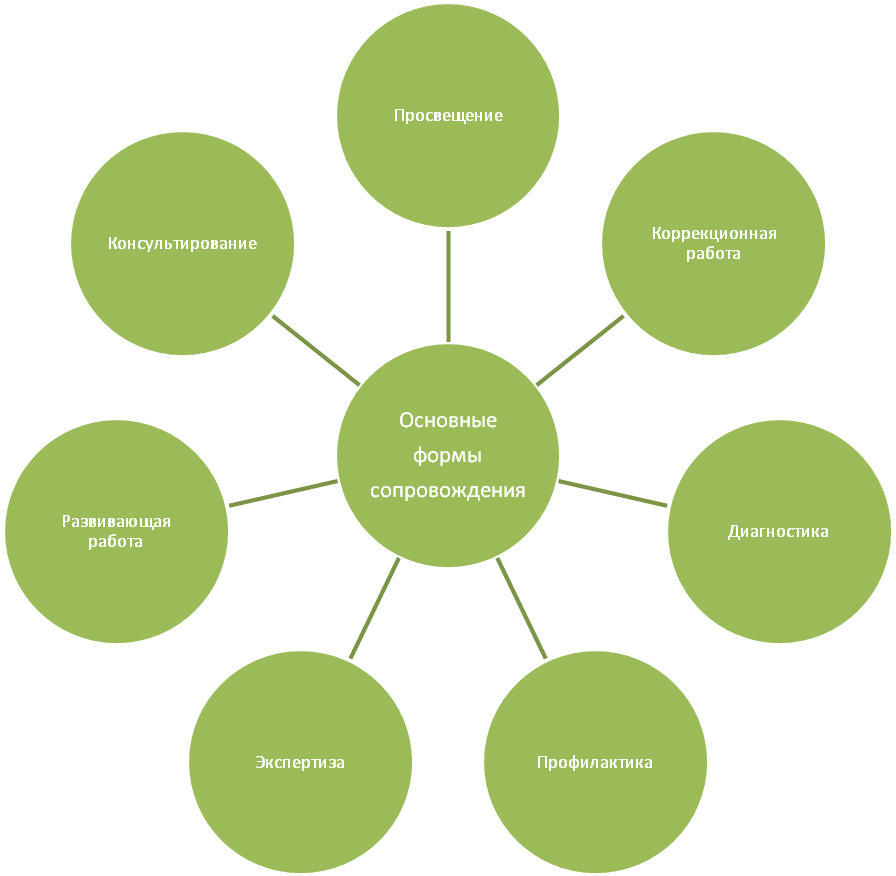 Просвещение
Консультирование
Коррекционная
работа
Основные
формы
сопровождения
Развивающая
работа
Диагностика
Экспертиза
Профилактика